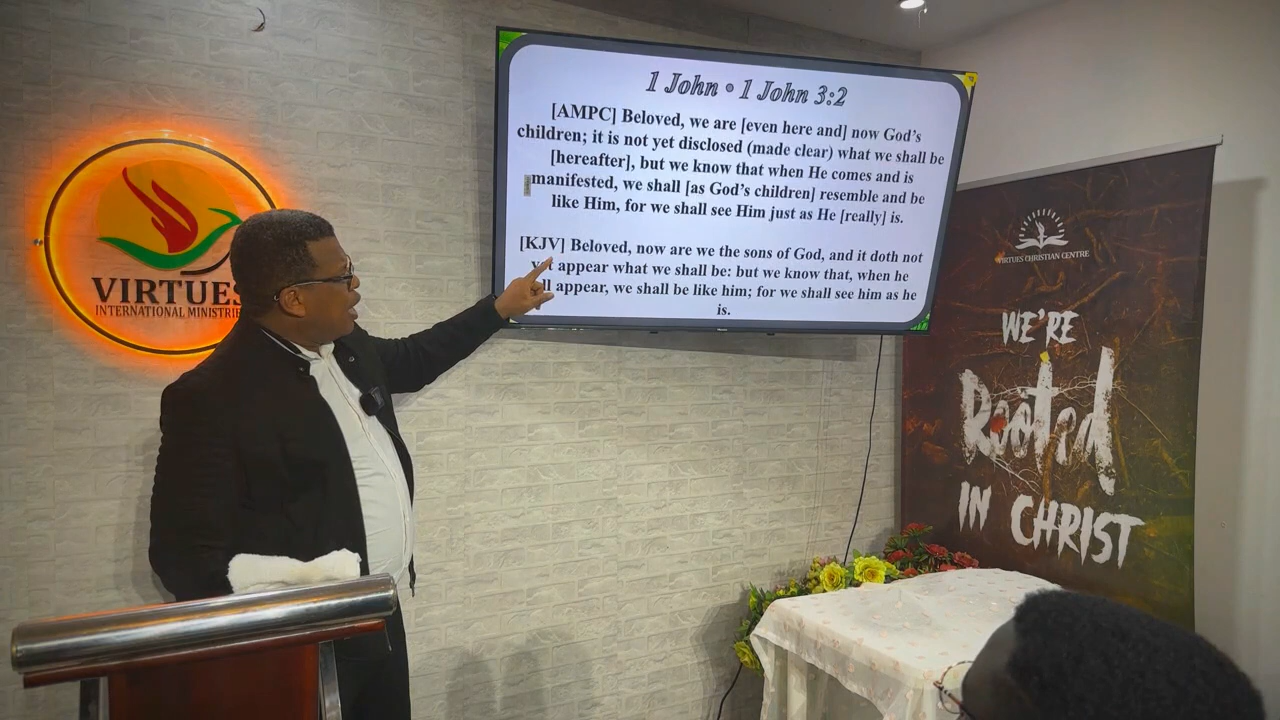 1 John • 1 John 3:2
[AMPC] Beloved, we are [even here and] now God's
children; it is not yet disclosed (made clear) what we shall be
[hereafter], but we know that when He comes and is
manifested, we shall [as God's children] resemble and be
like Him, for we shall see Him just as He [really] is.
[KJV] Beloved, now are we the sons of God, and it doth not
appear what we shall be: but we know that, when he
appear, we shall be like him; for we shall see him as he
is.
VIRTUES
INTERNATIONAL
VIRTUES CHRISTIAN CENTRE
WE'RE
Rooted
IN CHRIST